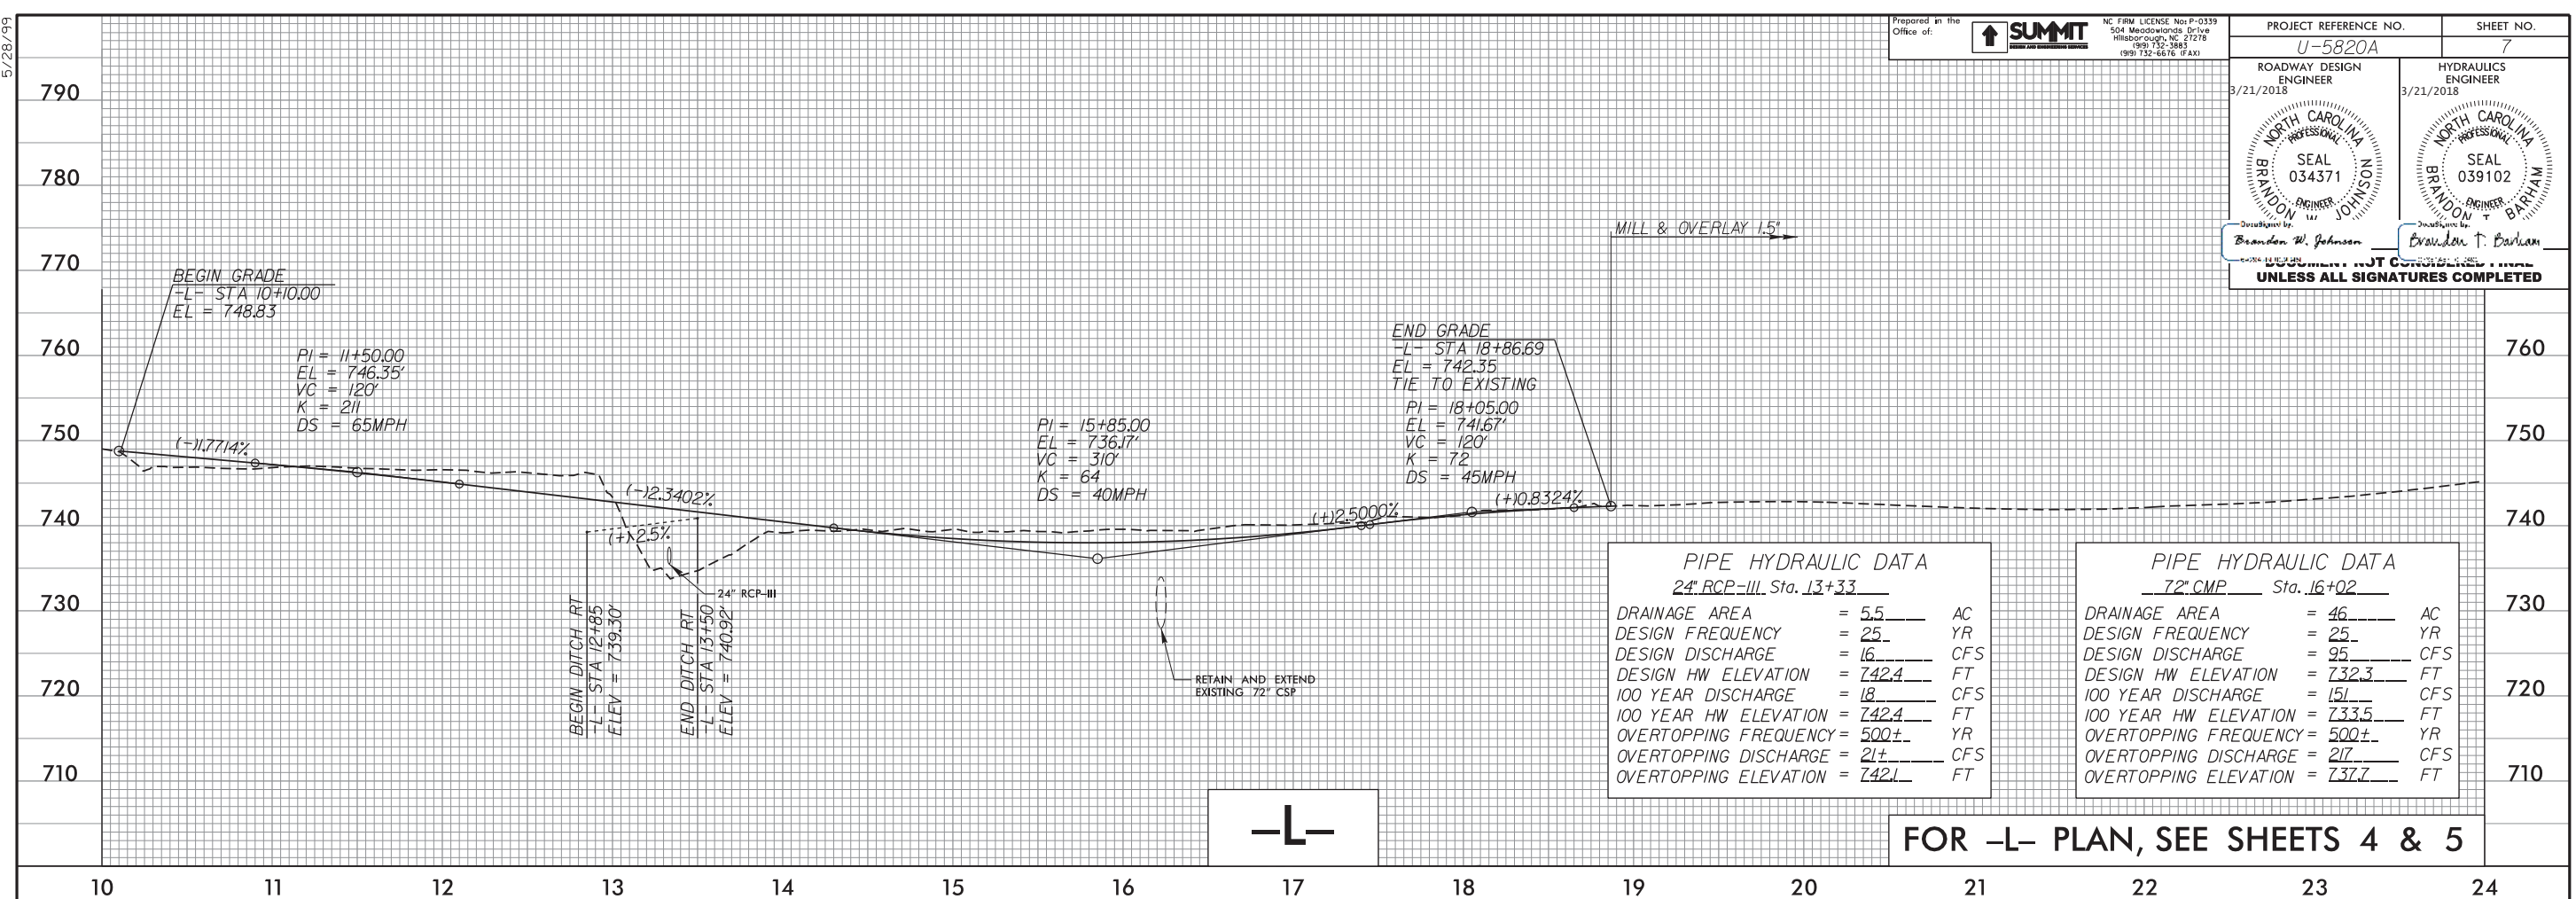 5/28/99
Prepared in the
Office of:
SUMMIT
DESIGN AND ENGINEERING SERVICES
NC FIRM LICENSE No: P-0339
504 Meadowlands Drive
Hillsborough, NC 27278
(919) 732-3883
(919) 732-6676 (FAX)
PROJECT REFERENCE NO.
SHEET NO.
U-5820A
7
ROADWAY DESIGN
ENGINEER
HYDRAULICS
ENGINEER
3/21/2018
3/21/2018
NORTH CAROLINA
PROFESSIONAL
SEAL
034371
ENGINEER
BRANDON W. JOHNSON
NORTH CAROLINA
PROFESSIONAL
SEAL
039102
ENGINEER
BRANDON T. BARHAM
DocuSigned by:
Brandon W. Johnson
DocuSigned by:
Brandon T. Barham
DOCUMENT NOT CONSIDERED FINAL
UNLESS ALL SIGNATURES COMPLETED
790
780
770
760
750
740
730
720
710
760
750
740
730
720
710
MILL & OVERLAY 1.5"
BEGIN GRADE
-L- STA 10+10.00
EL = 748.83
PI = 11+50.00
EL = 746.35'
VC = 120'
K = 211
DS = 65MPH
(-)1.7714%
(-)2.3402%
(+)2.5%
24" RCP-III
BEGIN DITCH RT
-L- STA 12+85
ELEV = 739.30'
END DITCH RT
-L- STA 13+50
ELEV = 740.92'
PI = 15+85.00
EL = 736.17'
VC = 310'
K = 64
DS = 40MPH
RETAIN AND EXTEND
EXISTING 72" CSP
END GRADE
-L- STA 18+86.69
EL = 742.35
TIE TO EXISTING
PI = 18+05.00
EL = 741.67'
VC = 120'
K = 72
DS = 45MPH
(+)2.5000%
(+)0.8324%
PIPE HYDRAULIC DATA
24" RCP-III Sta. 13+33
DRAINAGE AREA = 5.5 AC
DESIGN FREQUENCY = 25 YR
DESIGN DISCHARGE = 16 CFS
DESIGN HW ELEVATION = 742.4 FT
100 YEAR DISCHARGE = 18 CFS
100 YEAR HW ELEVATION = 742.4 FT
OVERTOPPING FREQUENCY = 500± YR
OVERTOPPING DISCHARGE = 21± CFS
OVERTOPPING ELEVATION = 742.1 FT
PIPE HYDRAULIC DATA
72" CMP Sta. 16+02
DRAINAGE AREA = 46 AC
DESIGN FREQUENCY = 25 YR
DESIGN DISCHARGE = 95 CFS
DESIGN HW ELEVATION = 732.3 FT
100 YEAR DISCHARGE = 151 CFS
100 YEAR HW ELEVATION = 733.5 FT
OVERTOPPING FREQUENCY = 500± YR
OVERTOPPING DISCHARGE = 217 CFS
OVERTOPPING ELEVATION = 737.7 FT
-L-
FOR -L- PLAN, SEE SHEETS 4 & 5
10 11 12 13 14 15 16 17 18 19 20 21 22 23 24